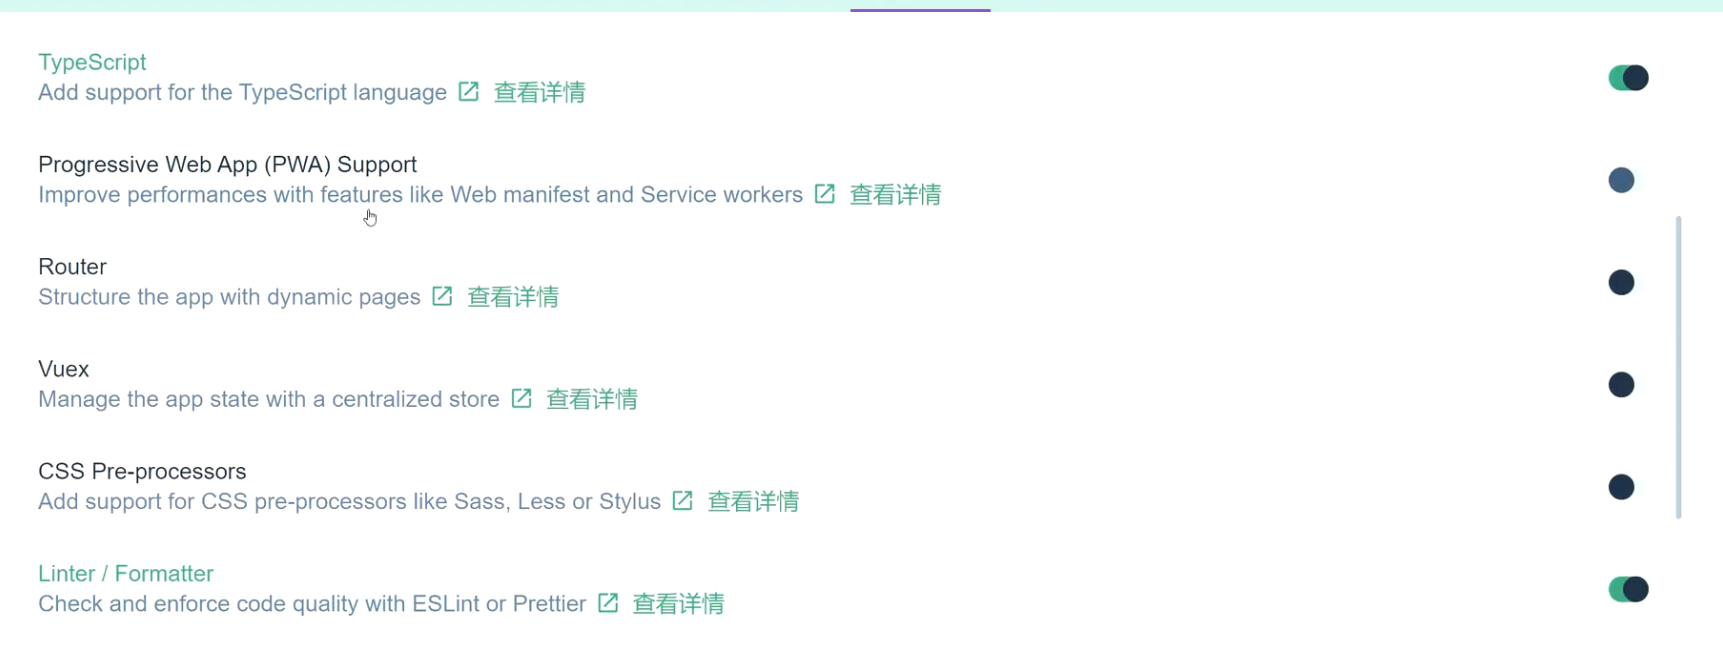 TypeScript
Add support for the TypeScript language 查看详情
Progressive Web App (PWA) Support
Improve performances with features like Web manifest and Service workers 查看详情
Router
Structure the app with dynamic pages 查看详情
Vuex
Manage the app state with a centralized store 查看详情
CSS Pre-processors
Add support for CSS pre-processors like Sass, Less or Stylus 查看详情
Linter / Formatter
Check and enforce code quality with ESLint or Prettier 查看详情